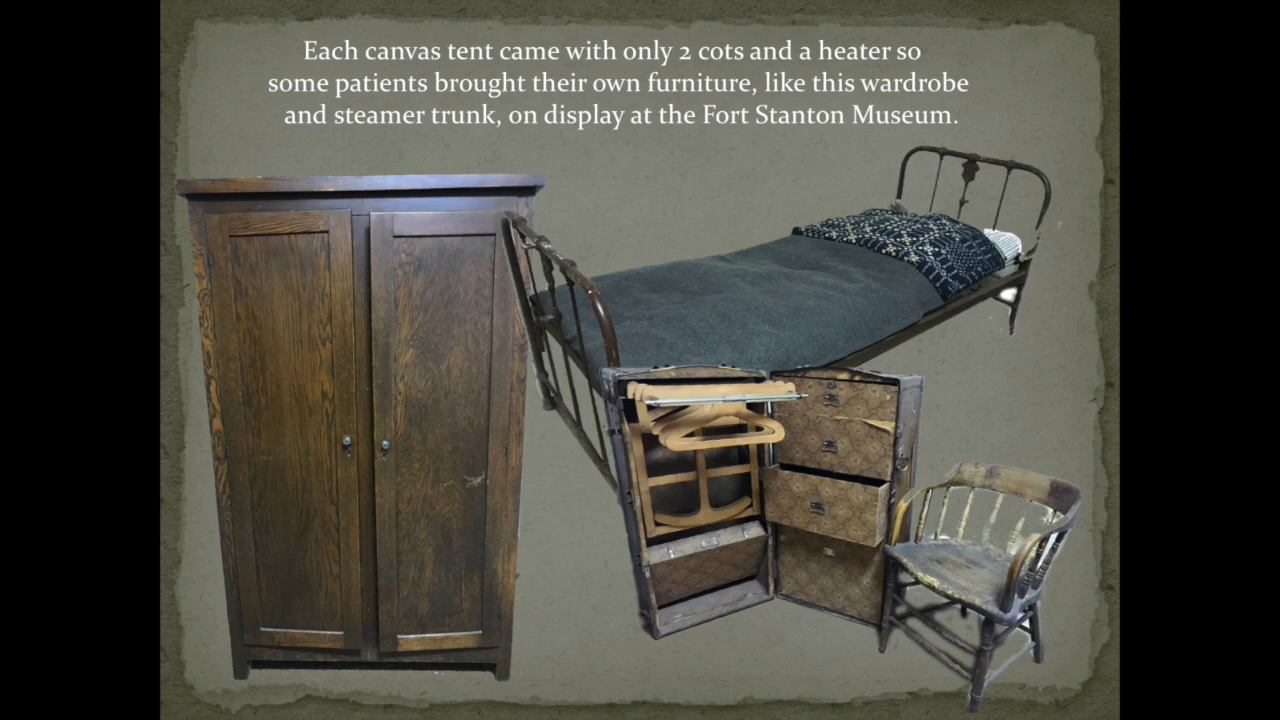 Each canvas tent came with only 2 cots and a heater so
some patients brought their own furniture, like this wardrobe
and steamer trunk, on display at the Fort Stanton Museum.